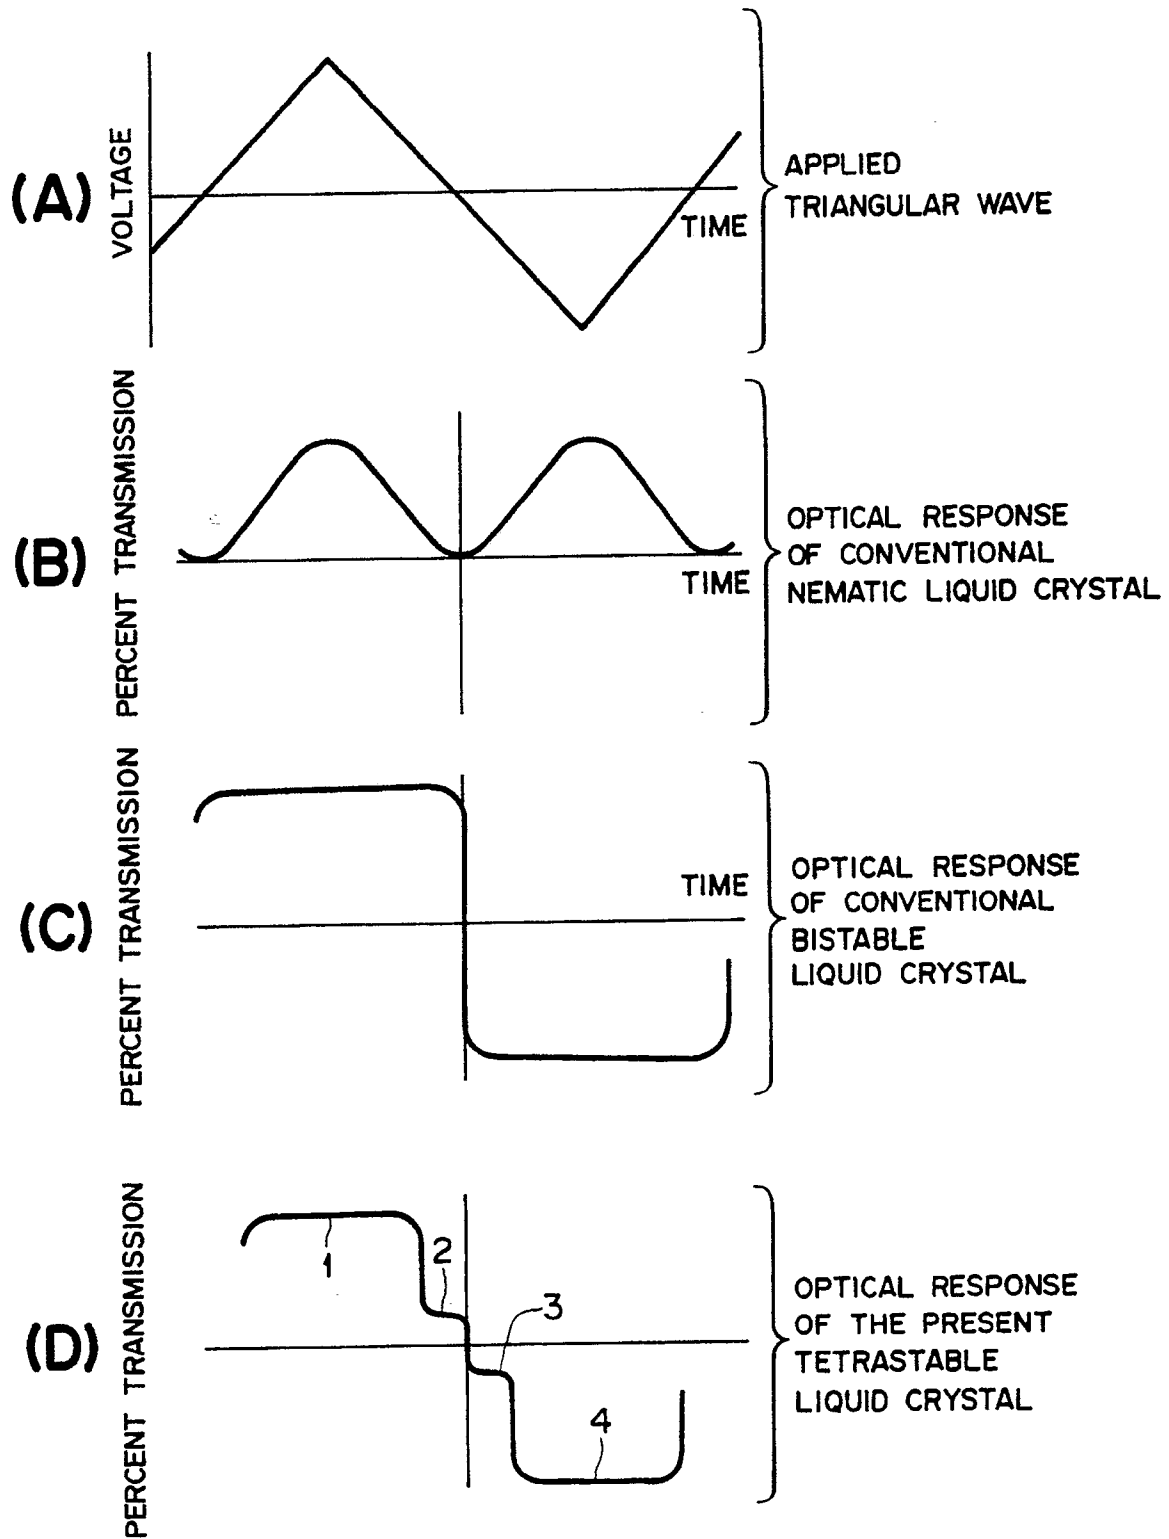 (A)
VOLTAGE
TIME
APPLIED
TRIANGULAR WAVE
(B)
PERCENT TRANSMISSION
TIME
OPTICAL RESPONSE
OF CONVENTIONAL
NEMATIC LIQUID CRYSTAL
(C)
PERCENT TRANSMISSION
TIME
OPTICAL RESPONSE
OF CONVENTIONAL
BISTABLE
LIQUID CRYSTAL
(D)
PERCENT TRANSMISSION
1
2
3
4
OPTICAL RESPONSE
OF THE PRESENT
TETRASTABLE
LIQUID CRYSTAL